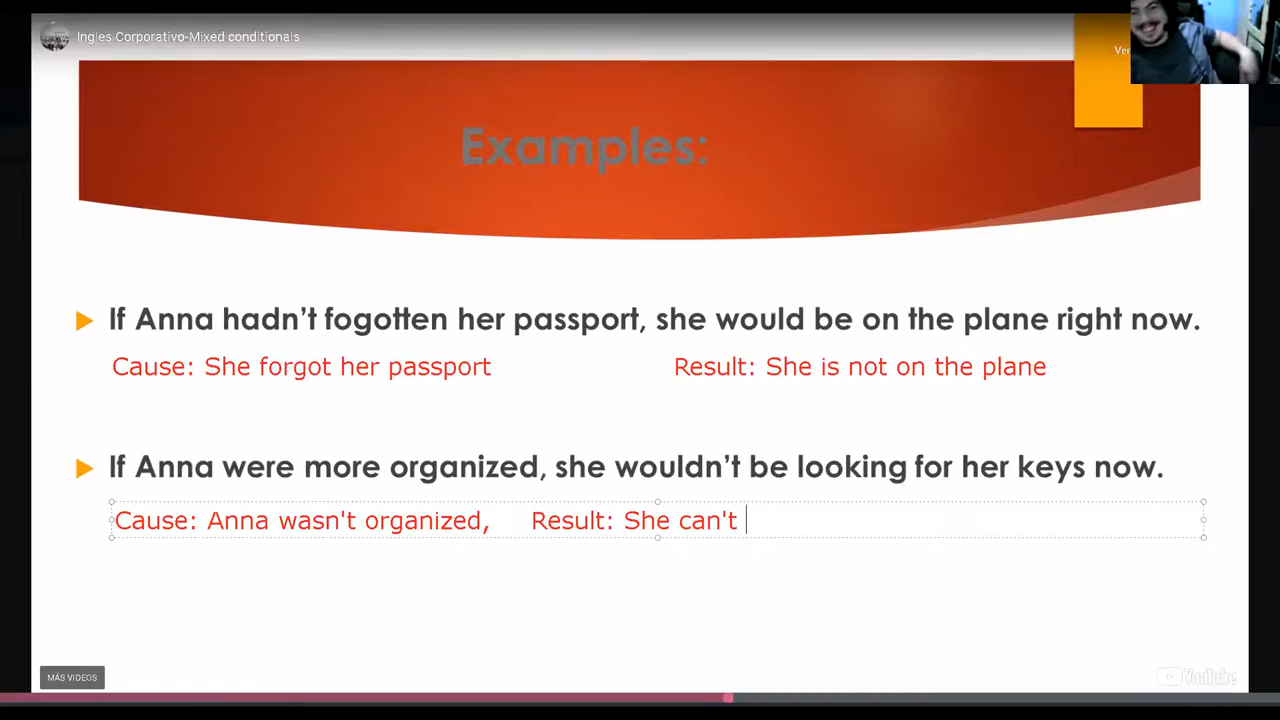 Ingles Corporativo-Mixed conditionals
Ver
Examples:
If Anna hadn't fogotten her passport, she would be on the plane right now.
Cause: She forgot her passport Result: She is not on the plane
If Anna were more organized, she wouldn't be looking for her keys now.
Cause: Anna wasn't organized, Result: She can't
MÁS VIDEOS
YouTube